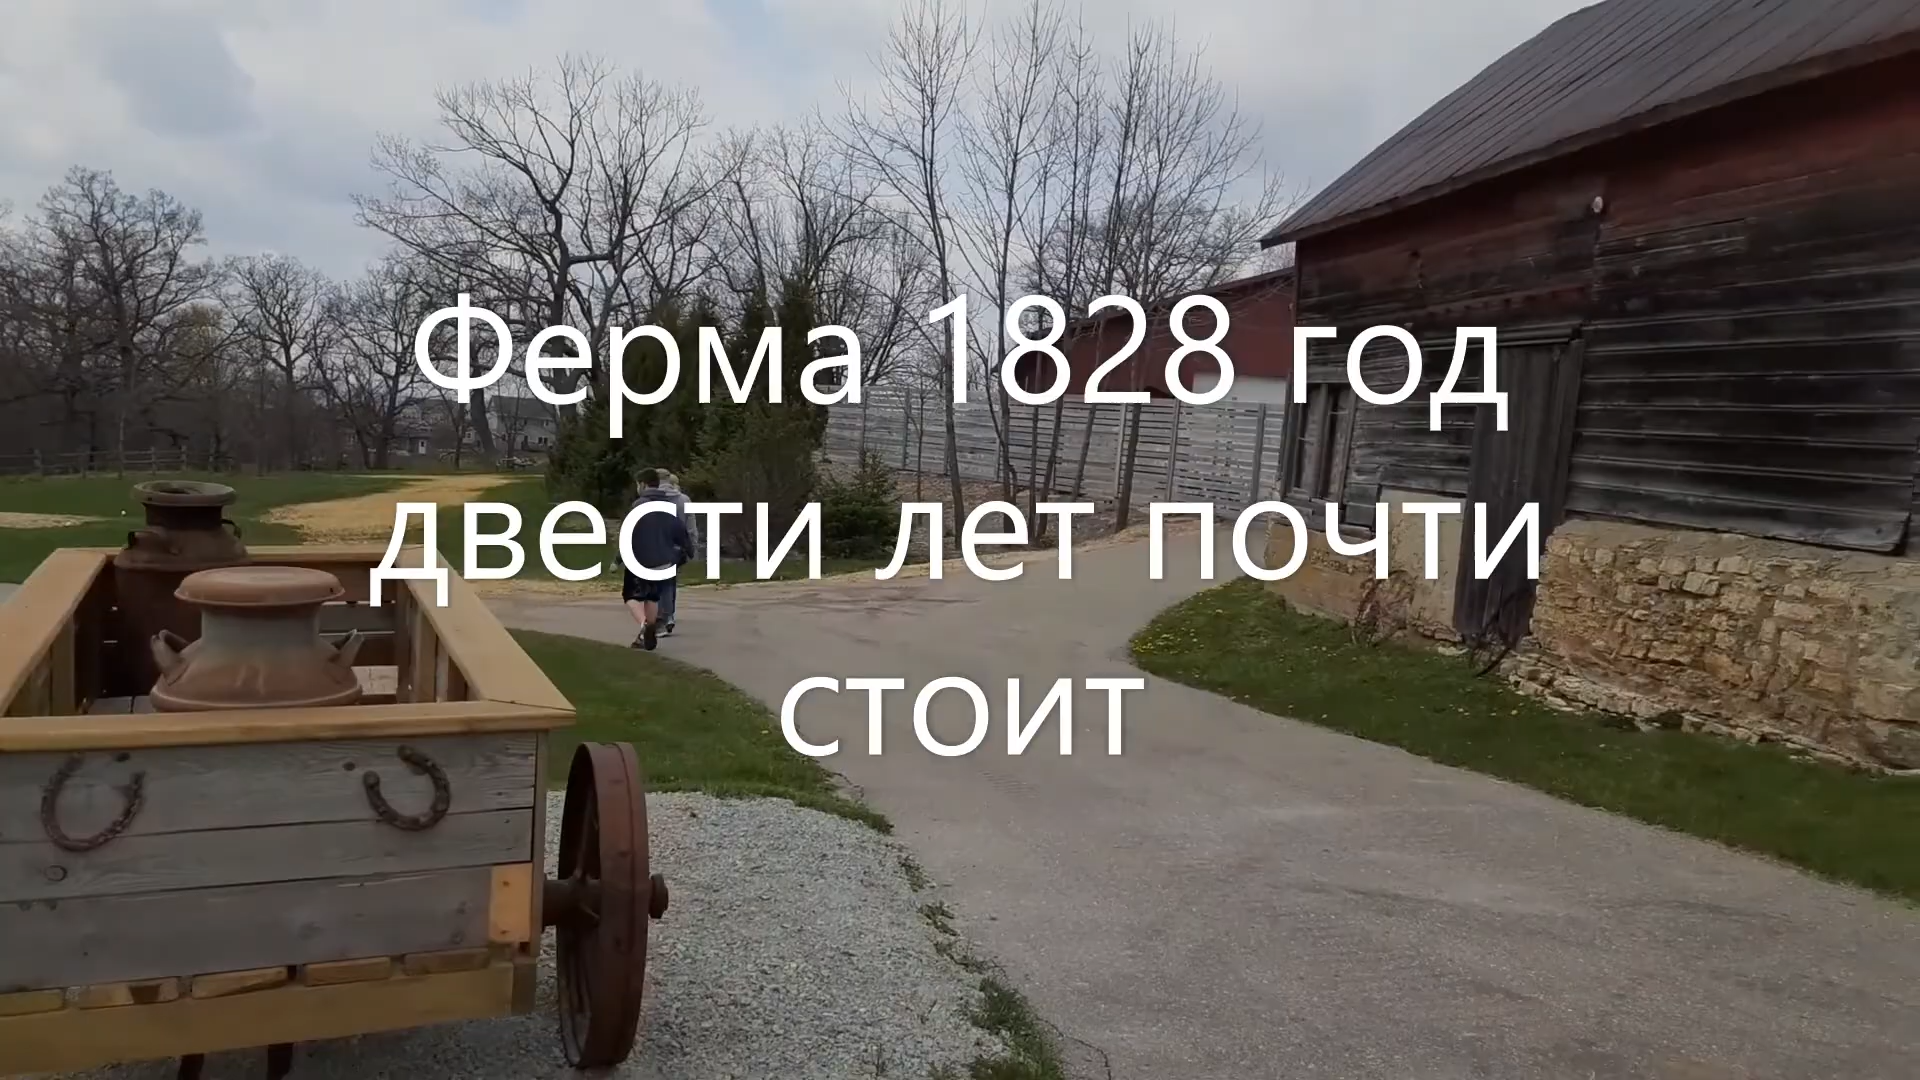 Ферма 1828 год
двести лет почти
стоит